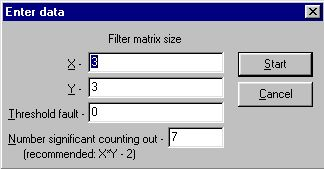 Enter data
Filter matrix size
X - 3
Y - 3
Threshold fault - 0
Number significant counting out - 7
(recommended: X*Y - 2)
Start
Cancel